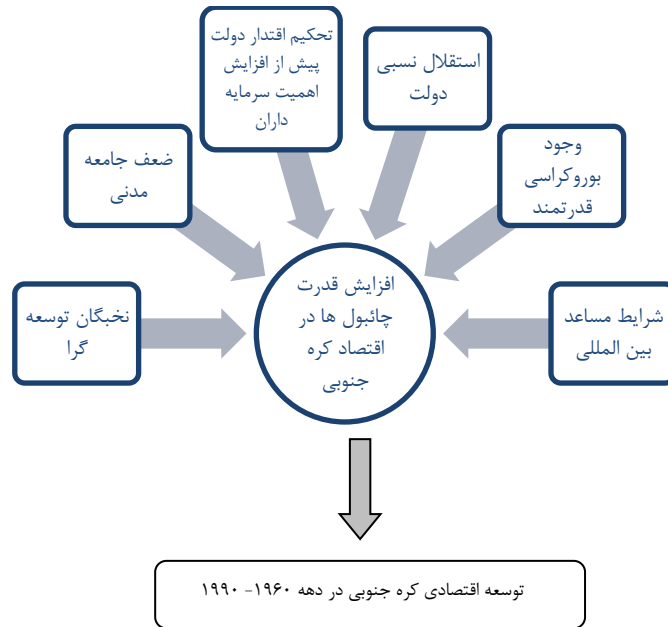 تحکیم اقتدار دولت
پیش از افزایش
اهمیت سرمایه
داران
استقلال نسبی
دولت
وجود
بوروکراسی
قدرتمند
ضعف جامعه
مدنی
افزایش قدرت
چائبول ها در
اقتصاد کره
جنوبی
شرایط مساعد
بین المللی
نخبگان توسعه
گرا
توسعه اقتصادی کره جنوبی در دهه ۱۹۶۰- ۱۹۹۰